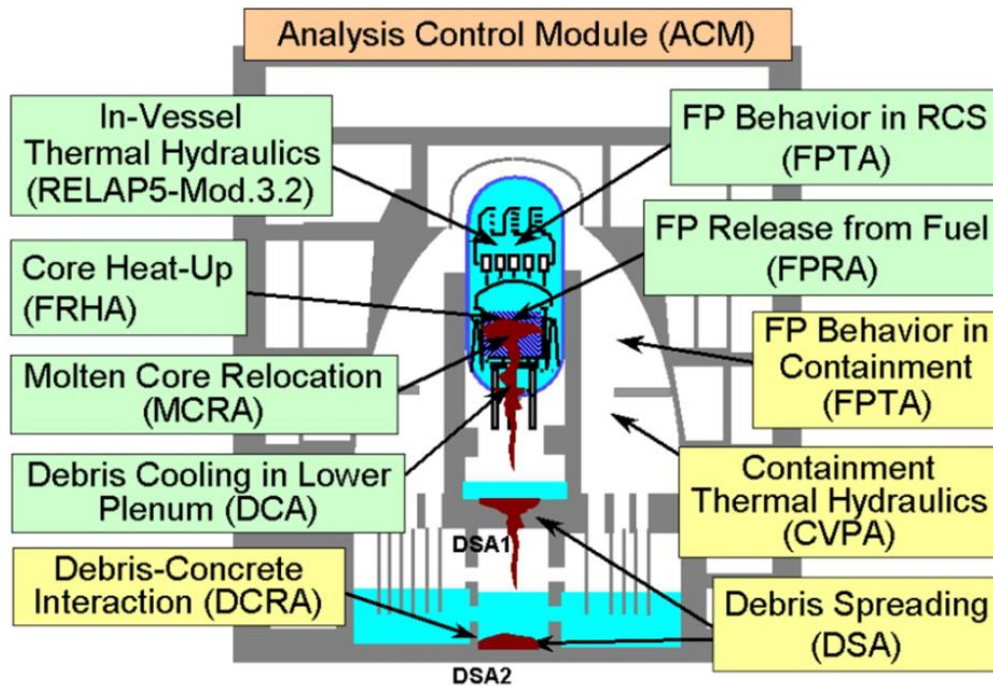 Analysis Control Module (ACM)
In-Vessel
Thermal Hydraulics
(RELAP5-Mod.3.2)
Core Heat-Up
(FRHA)
Molten Core Relocation
(MCRA)
Debris Cooling in Lower
Plenum (DCA)
Debris-Concrete
Interaction (DCRA)
FP Behavior in RCS
(FPTA)
FP Release from Fuel
(FPRA)
FP Behavior in
Containment
(FPTA)
Containment
Thermal Hydraulics
(CVPA)
Debris Spreading
(DSA)
DSA1
DSA2